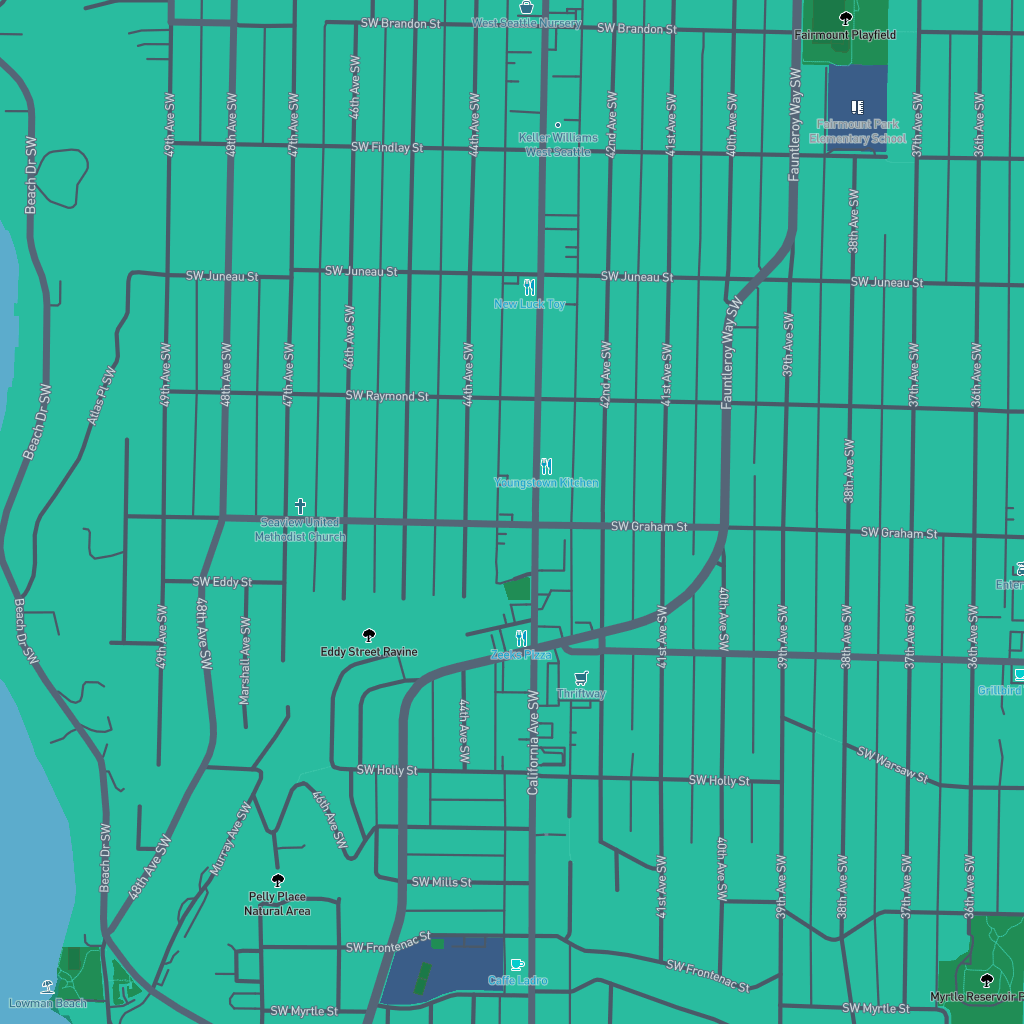 SW Brandon St
West Seattle Nursery
SW Brandon St
Fairmount Playfield
46th Ave SW
49th Ave SW
48th Ave SW
47th Ave SW
44th Ave SW
42nd Ave SW
41st Ave SW
40th Ave SW
Fauntleroy Way SW
37th Ave SW
36th Ave SW
Fairmount Park
Elementary School
Keller Williams
West Seattle
SW Findlay St
Beach Dr SW
38th Ave SW
SW Juneau St
SW Juneau St
SW Juneau St
SW Juneau St
New Luck Toy
46th Ave SW
Fauntleroy Way SW
39th Ave SW
49th Ave SW
48th Ave SW
47th Ave SW
44th Ave SW
42nd Ave SW
41st Ave SW
37th Ave SW
36th Ave SW
Atlas Pl SW
Beach Dr SW
SW Raymond St
38th Ave SW
Youngstown Kitchen
Seaview United
Methodist Church
SW Graham St
SW Graham St
SW Eddy St
Enter
Beach Dr SW
49th Ave SW
48th Ave SW
Marshall Ave SW
Eddy Street Ravine
Zeeks Pizza
41st Ave SW
40th Ave SW
39th Ave SW
38th Ave SW
37th Ave SW
36th Ave SW
Thriftway
Grillbird
44th Ave SW
California Ave SW
SW Holly St
SW Holly St
SW Warsaw St
46th Ave SW
Murray Ave SW
Beach Dr SW
48th Ave SW
40th Ave SW
41st Ave SW
39th Ave SW
38th Ave SW
37th Ave SW
36th Ave SW
SW Mills St
Pelly Place
Natural Area
SW Frontenac St
SW Frontenac St
Caffe Ladro
Lowman Beach
Myrtle Reservoir P
SW Myrtle St
SW Myrtle St